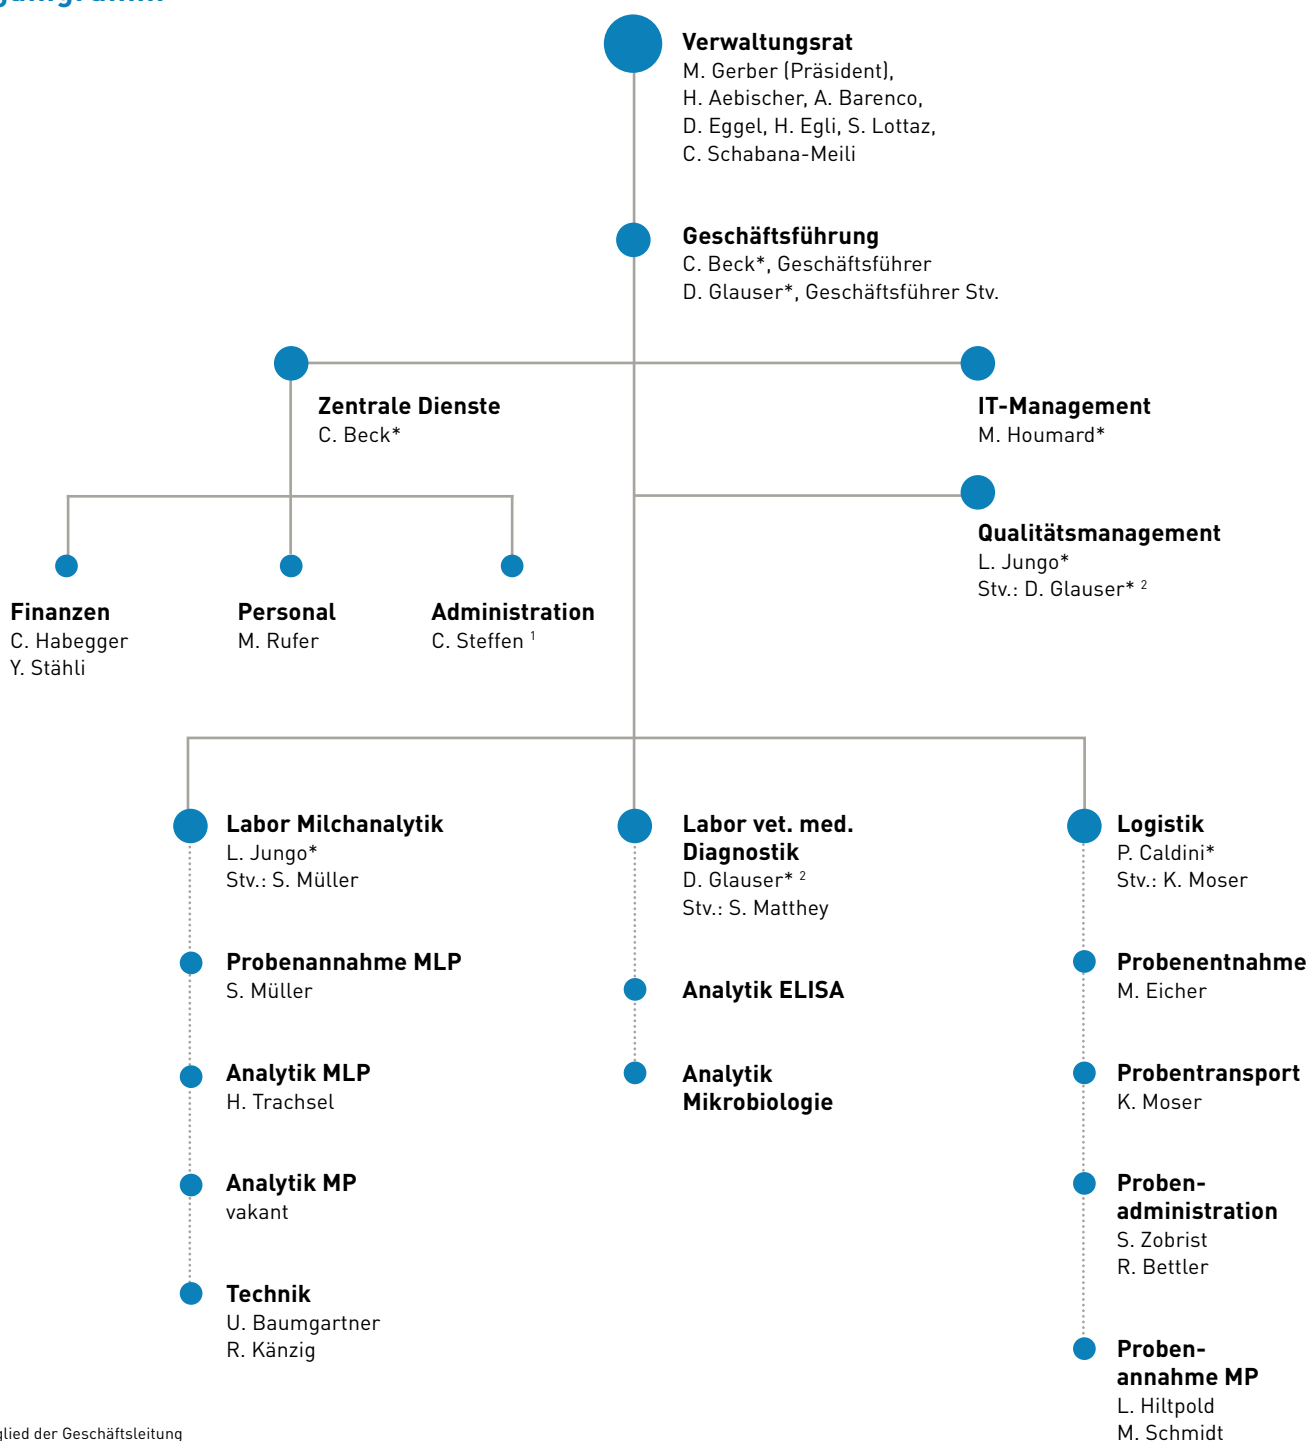 Verwaltungsrat
M. Gerber (Präsident),
H. Aebischer, A. Barenco,
D. Eggel, H. Egli, S. Lottaz,
C. Schabana-Meili
Geschäftsführung
C. Beck*, Geschäftsführer
D. Glauser*, Geschäftsführer Stv.
Zentrale Dienste
C. Beck*
IT-Management
M. Houmard*
Qualitätsmanagement
L. Jungo*
Stv.: D. Glauser* ²
Finanzen
C. Habegger
Y. Stähli
Personal
M. Rufer
Administration
C. Steffen ¹
Labor Milchanalytik
L. Jungo*
Stv.: S. Müller
Probenannahme MLP
S. Müller
Analytik MLP
H. Trachsel
Analytik MP
vakant
Technik
U. Baumgartner
R. Känzig
Labor vet. med.
Diagnostik
D. Glauser* ²
Stv.: S. Matthey
Analytik ELISA
Analytik
Mikrobiologie
Logistik
P. Caldini*
Stv.: K. Moser
Probenentnahme
M. Eicher
Probentransport
K. Moser
Proben-
administration
S. Zobrist
R. Bettler
Proben-
annahme MP
L. Hiltpold
M. Schmidt
glied der Geschäftsleitung